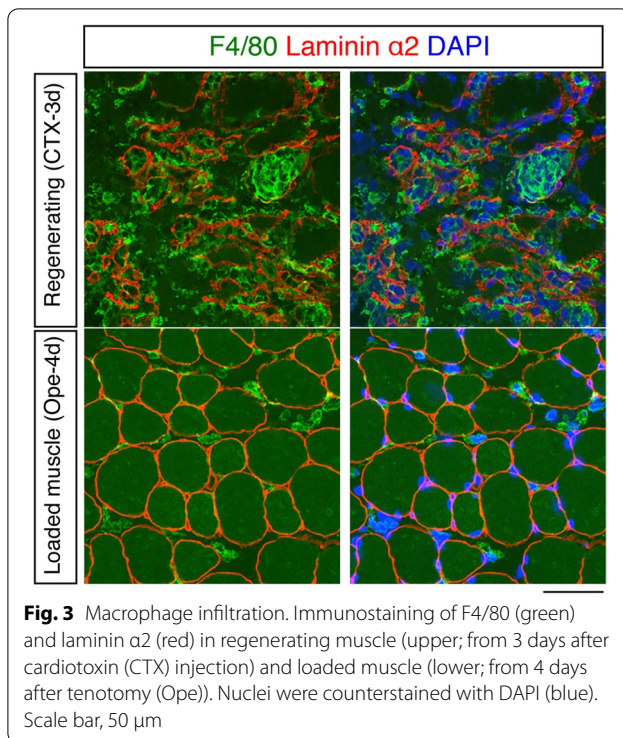 F4/80 Laminin α2 DAPI
Regenerating (CTX-3d)
Loaded muscle (Ope-4d)
Fig. 3 Macrophage infiltration. Immunostaining of F4/80 (green)
and laminin α2 (red) in regenerating muscle (upper; from 3 days after
cardiotoxin (CTX) injection) and loaded muscle (lower; from 4 days
after tenotomy (Ope)). Nuclei were counterstained with DAPI (blue).
Scale bar, 50 μm